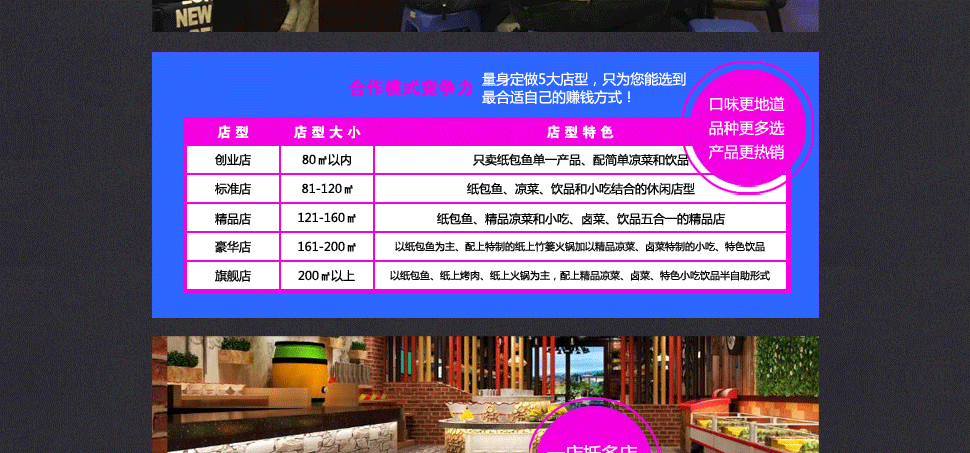 NEW
合作模式竞争力
量身定做5大店型，只为您能选到
最合适自己的赚钱方式！
口味更地道
品种更多选
产品更热销
店型 店型大小 店型特色
创业店 80㎡以内 只卖纸包鱼单一产品、配简单凉菜和饮品
标准店 81-120㎡ 纸包鱼、凉菜、饮品和小吃结合的休闲店型
精品店 121-160㎡ 纸包鱼、精品凉菜和小吃、卤菜、饮品五合一的精品店
豪华店 161-200㎡ 以纸包鱼为主、配上特制的纸上竹篓火锅加以精品凉菜、卤菜特制的小吃、特色饮品
旗舰店 200㎡以上 以纸包鱼、纸上烤肉、纸上火锅为主，配上精品凉菜、卤菜、特色小吃饮品半自助形式
一店抵多店